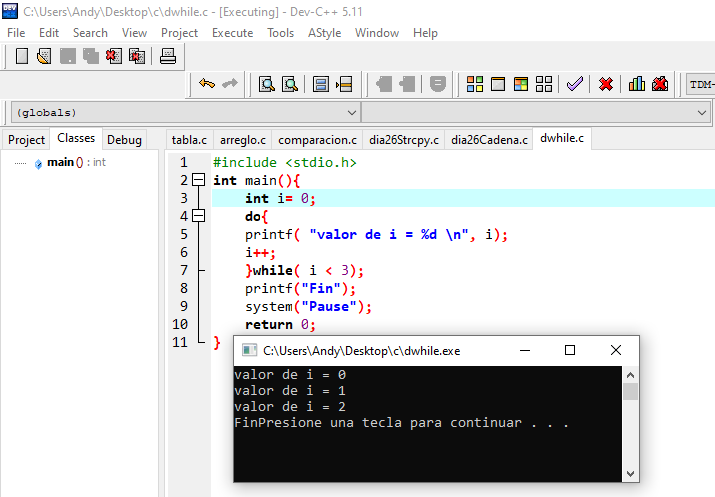 C:\Users\Andy\Desktop\c\dwhile.c - [Executing] - Dev-C++ 5.11
File Edit Search View Project Execute Tools AStyle Window Help
TDM-
(globals)
Project Classes Debug
main () : int
tabla.c arreglo.c comparacion.c dia26Strcpy.c dia26Cadena.c dwhile.c
1 #include <stdio.h>
2 int main(){
3 int i= 0;
4 do{
5 printf( "valor de i = %d \n", i);
6 i++;
7 }while( i < 3);
8 printf("Fin");
9 system("Pause");
10 return 0;
11 }
C:\Users\Andy\Desktop\c\dwhile.exe
valor de i = 0
valor de i = 1
valor de i = 2
FinPresione una tecla para continuar . . .